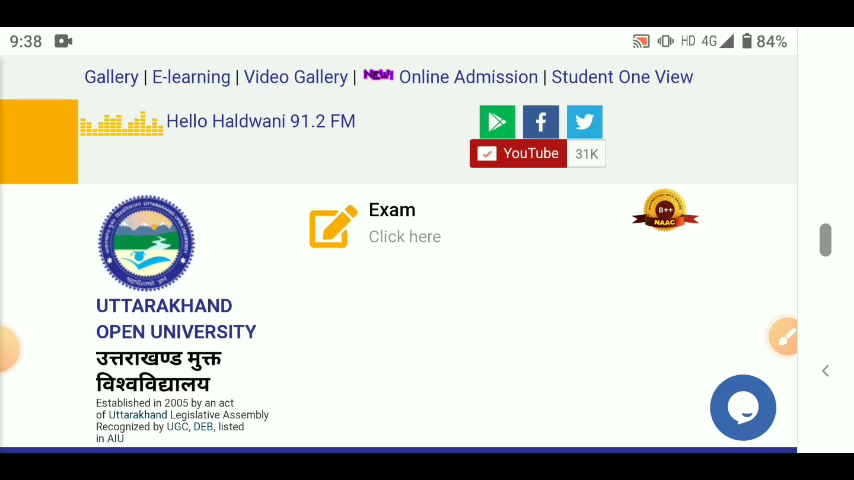 9:38 HD 4G 84%
Gallery | E-learning | Video Gallery | NEW! Online Admission | Student One View
Hello Haldwani 91.2 FM
YouTube 31K
Exam
Click here
B++
NAAC
UTTARAKHAND
OPEN UNIVERSITY
उत्तराखण्ड मुक्त
विश्वविद्यालय
Established in 2005 by an act
of Uttarakhand Legislative Assembly
Recognized by UGC, DEB, listed
in AIU